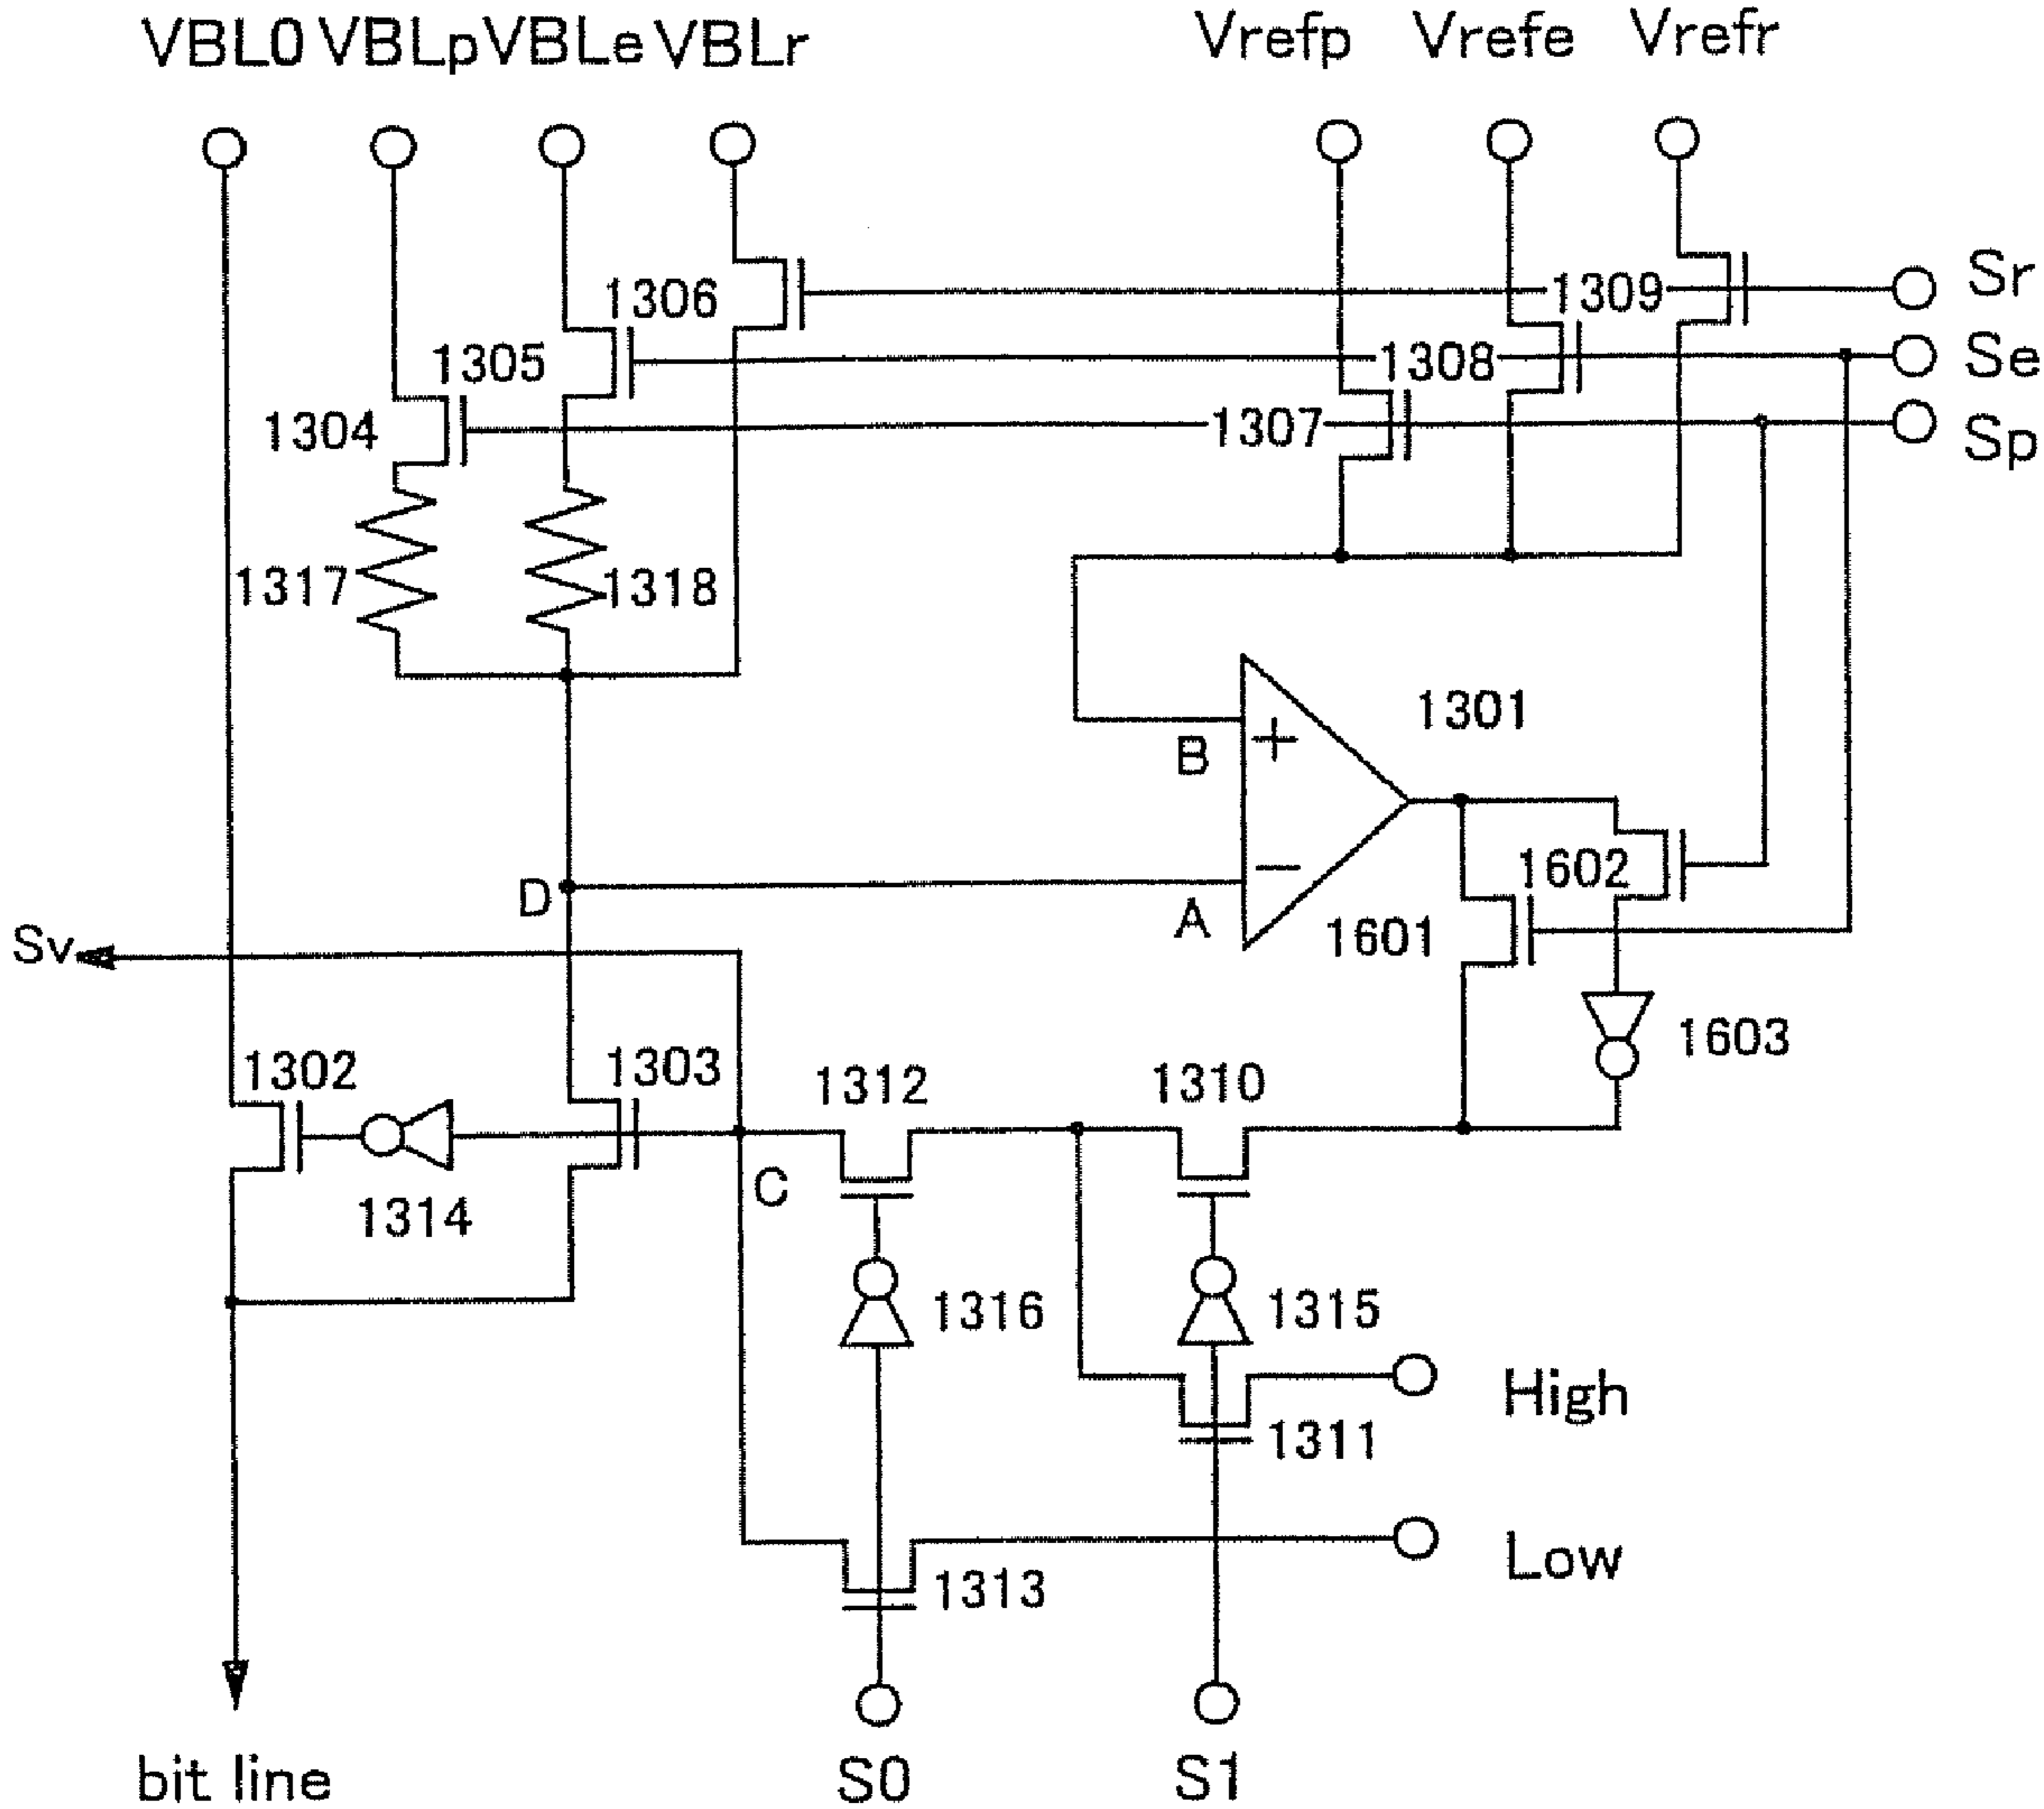 VBL0 VBLp VBLe VBLr
Vrefp Vrefe Vrefr
1306
1309
Sr
1305
1308
Se
1304
1307
Sp
1317
1318
1301
B
+
−
A
D
1602
1601
Sv
1603
1302
1303
1312
1310
C
1314
1316
1315
High
1311
Low
1313
bit line
S0
S1